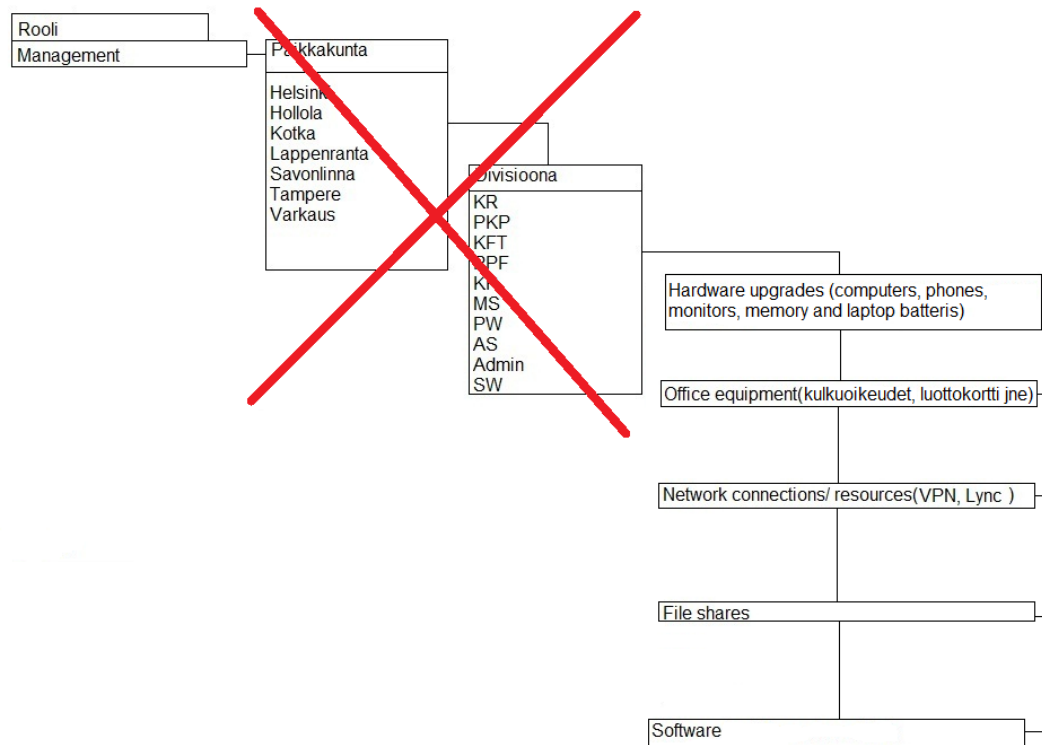 Rooli
Management
Paikkakunta
Helsinki
Hollola
Kotka
Lappenranta
Savonlinna
Tampere
Varkaus
Divisioona
KR
PKP
KFT
PPF
MS
PW
AS
Admin
SW
Hardware upgrades (computers, phones,
monitors, memory and laptop batteris)
Office equipment(kulkuoikeudet, luottokortti jne)
Network connections/ resources(VPN, Lync )
File shares
Software